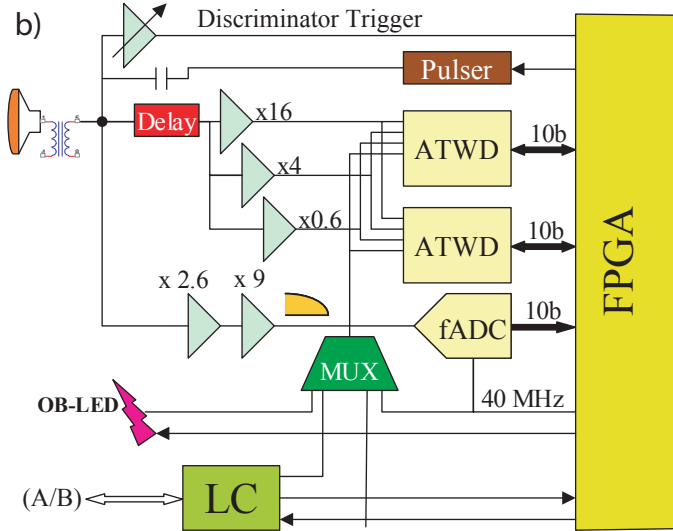 b)
Discriminator Trigger
Pulser
Delay
x16
x4
x0.6
ATWD
10b
ATWD
10b
FPGA
x 2.6
x 9
fADC
10b
MUX
40 MHz
OB-LED
(A/B)
LC